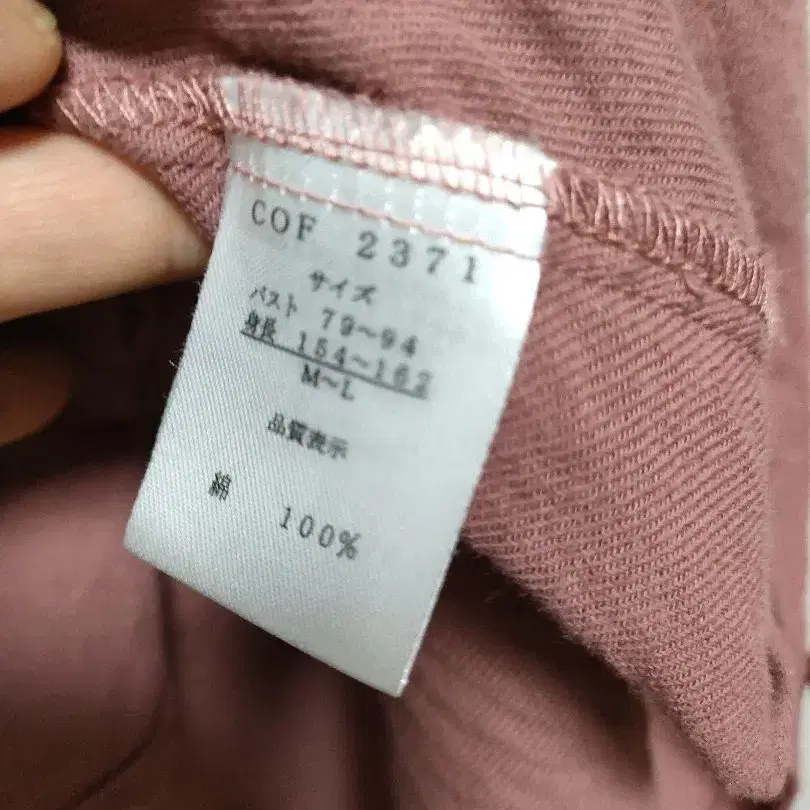 COF 2371
サイズ
バスト 79~94
身長 154~162
M~L
品質表示
綿 100%